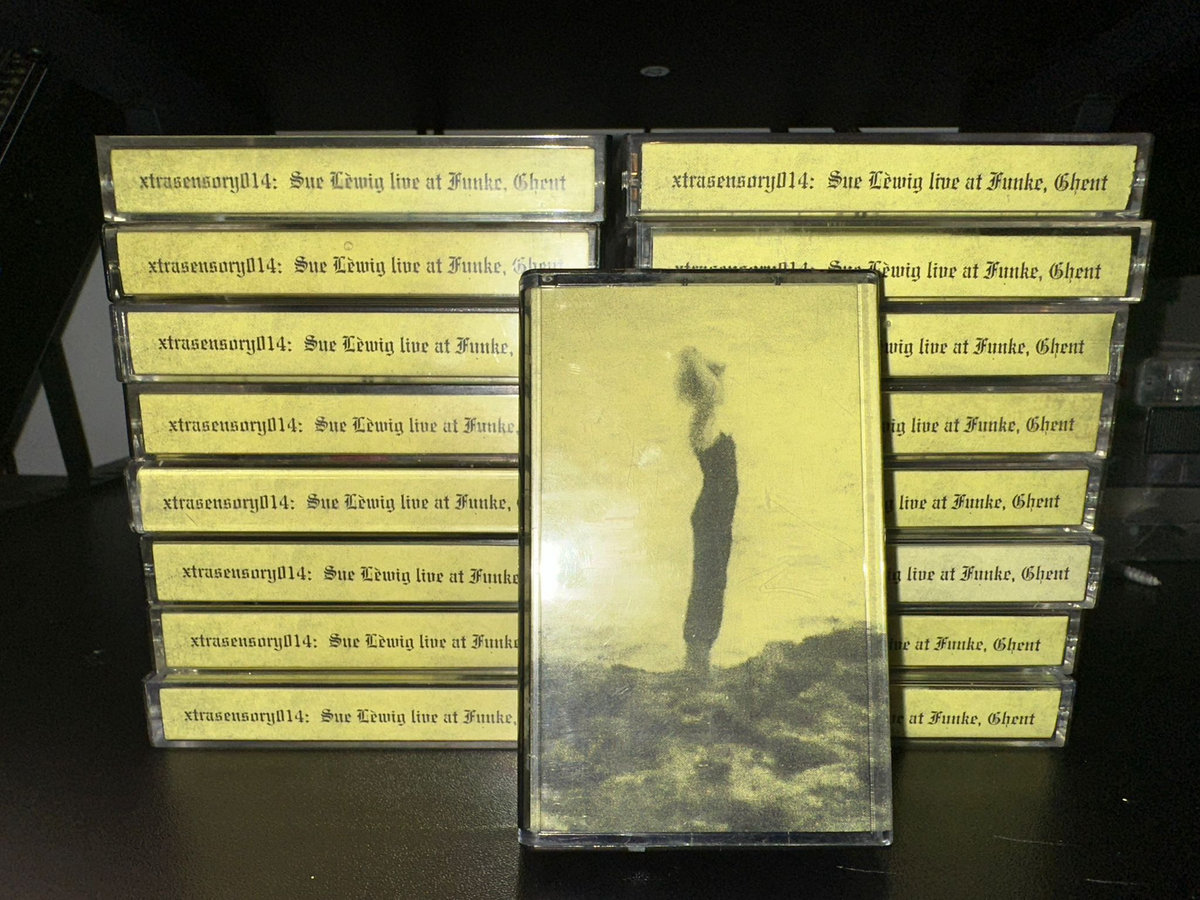 xtrasensory014: Sue Lèwig live at Funke, Ghent
xtrasensory014: Sue Lèwig live at Funke, Ghent
xtrasensory014: Sue Lèwig live at Funke, Ghent
xtrasensory014: Sue Lèwig live at Funke, Ghent
xtrasensory014: Sue Lèwig live at Funke,
live at Funke, Ghent
xtrasensory014: Sue Lèwig live at Funke,
live at Funke, Ghent
xtrasensory014: Sue Lèwig live at Funke,
live at Funke, Ghent
xtrasensory014: Sue Lèwig live at Funke
live at Funke, Ghent
xtrasensory014: Sue Lèwig live at Funke
at Funke, Ghent
xtrasensory014: Sue Lèwig live at Funke,
at Funke, Ghent